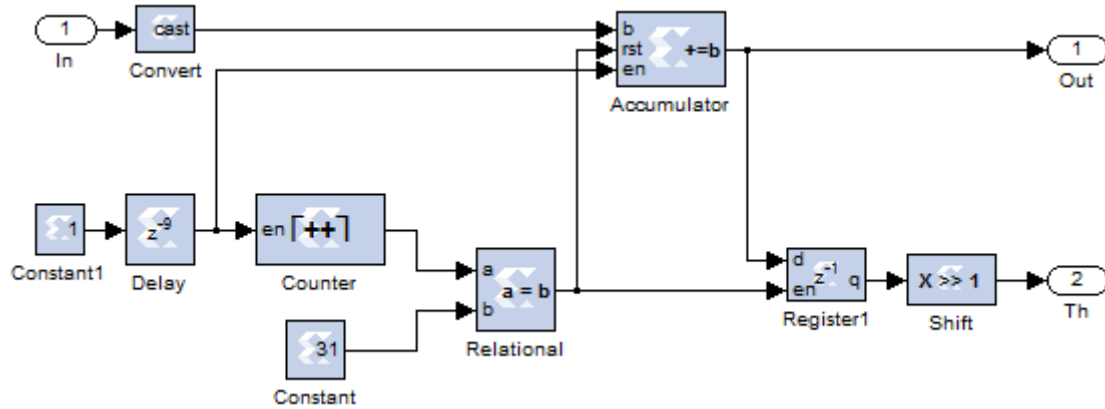 1
In
cast
Convert
b
rst
en
+=b
Accumulator
1
Out
1
Constant1
z-9
Delay
en ++
Counter
31
Constant
a
b
a = b
Relational
d
en
z-1
q
Register1
X >> 1
Shift
2
Th